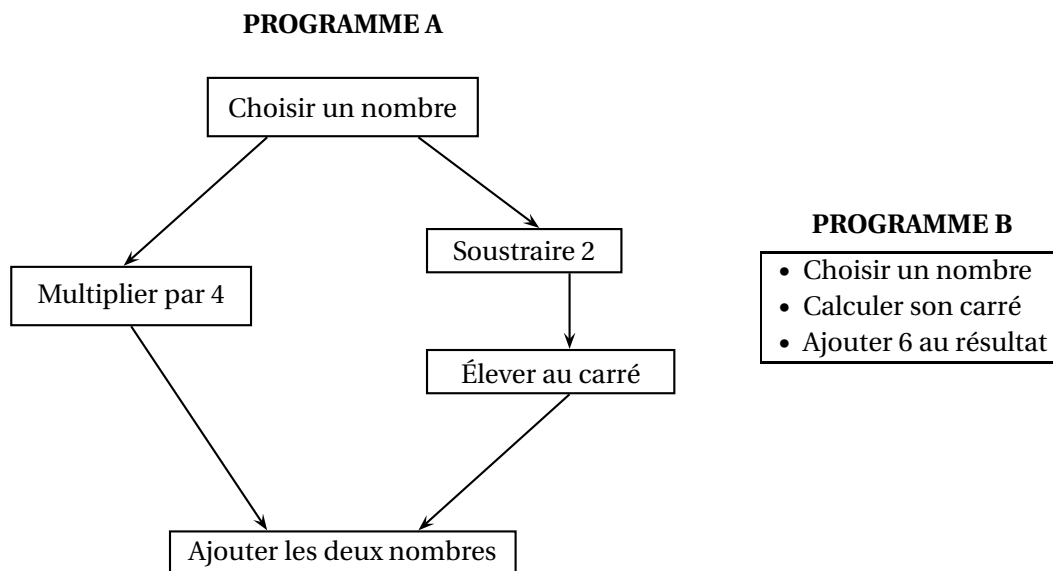 PROGRAMME A
Choisir un nombre
Soustraire 2
Multiplier par 4
Élever au carré
Ajouter les deux nombres
PROGRAMME B
• Choisir un nombre
• Calculer son carré
• Ajouter 6 au résultat